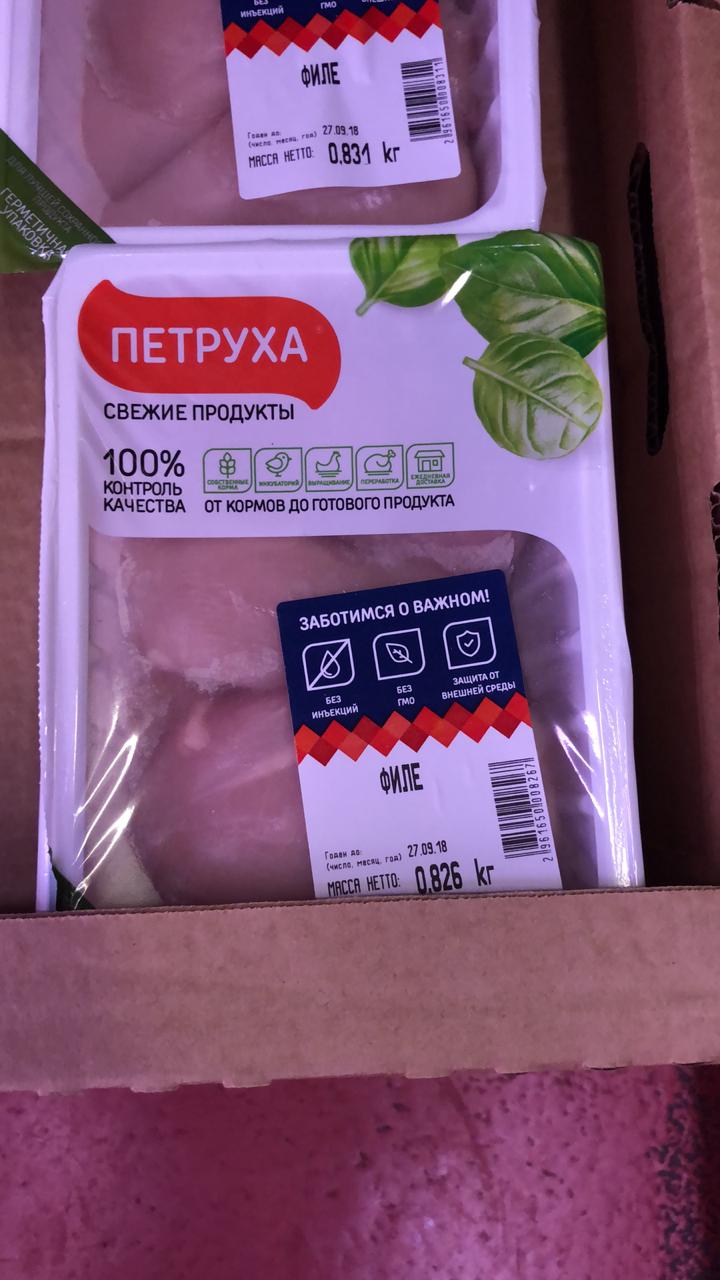 БЕЗ
ИНЪЕКЦИЙ
ГМО
ФИЛЕ
Годен до:
(число, месяц, год)
27.09.18
МАССА НЕТТО: 0,831 кг
2961650008311
ГЕРМЕТИЧНАЯ
УПАКОВКА
ПЕТРУХА
СВЕЖИЕ ПРОДУКТЫ
100%
КОНТРОЛЬ
КАЧЕСТВА
СОБСТВЕННЫЕ
КОРМА
ИНКУБАТОРИЙ
ВЫРАЩИВАНИЕ
ПЕРЕРАБОТКА
ЕЖЕДНЕВНАЯ
ДОСТАВКА
ОТ КОРМОВ ДО ГОТОВОГО ПРОДУКТА
ЗАБОТИМСЯ О ВАЖНОМ!
БЕЗ
ИНЪЕКЦИЙ
БЕЗ
ГМО
ЗАЩИТА ОТ
ВНЕШНЕЙ СРЕДЫ
ФИЛЕ
Годен до:
(число, месяц, год)
27.09.18
МАССА НЕТТО: 0,826 кг
2961650008267